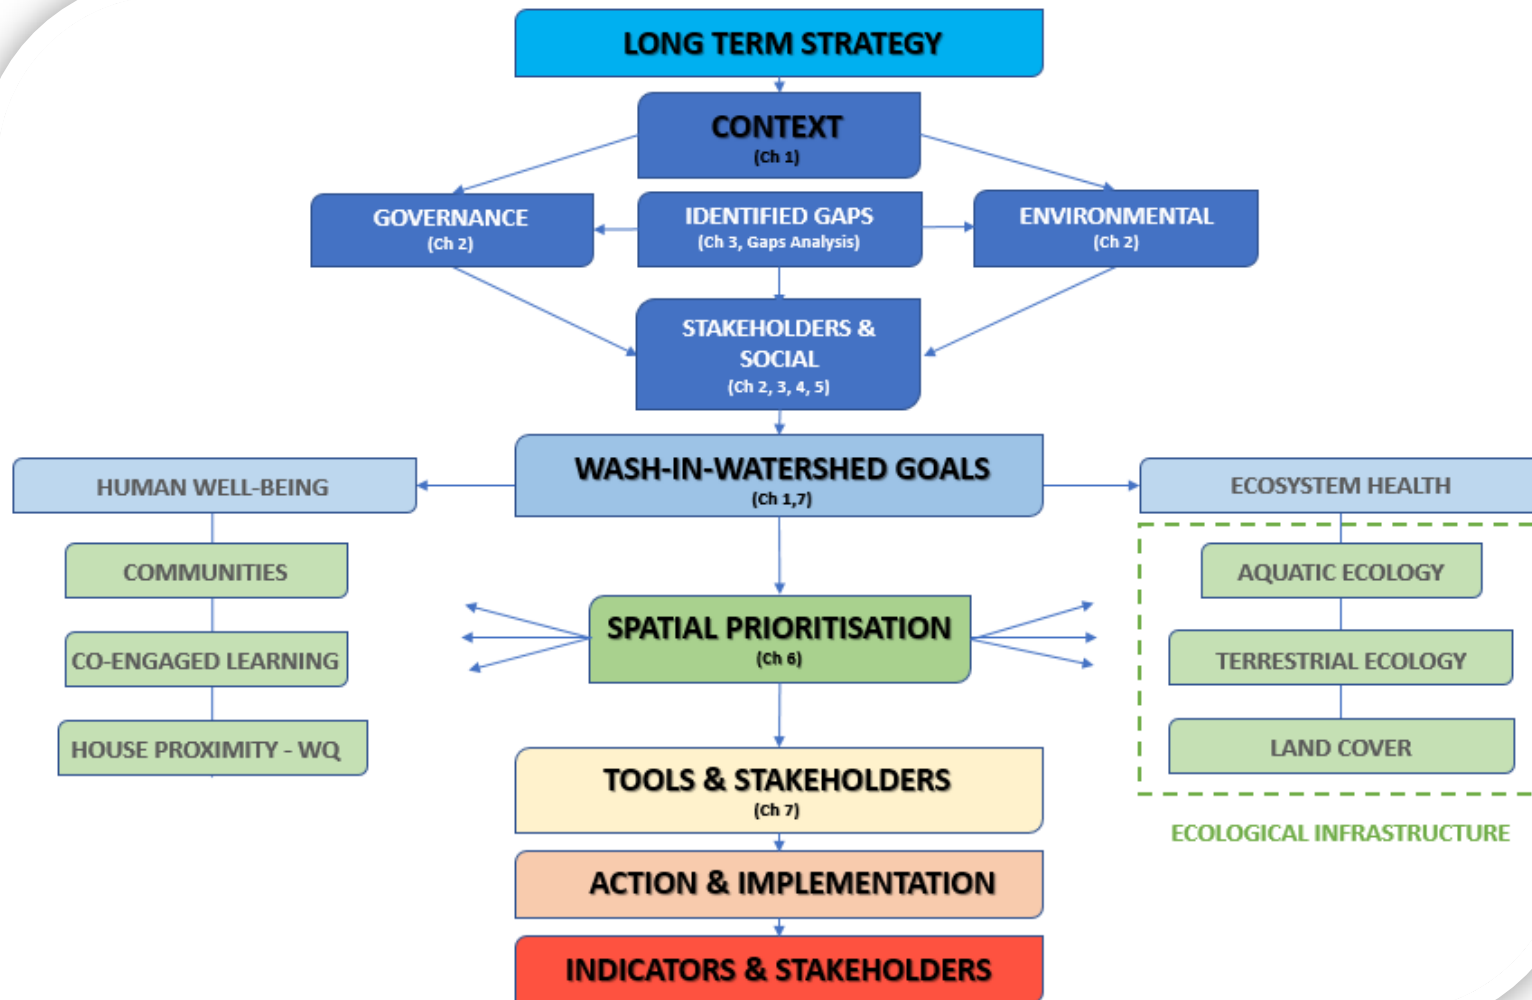 LONG TERM STRATEGY
CONTEXT
(Ch 1)
GOVERNANCE
(Ch 2)
IDENTIFIED GAPS
(Ch 3, Gaps Analysis)
ENVIRONMENTAL
(Ch 2)
STAKEHOLDERS &
SOCIAL
(Ch 2, 3, 4, 5)
WASH-IN-WATERSHED GOALS
(Ch 1,7)
HUMAN WELL-BEING
COMMUNITIES
CO-ENGAGED LEARNING
HOUSE PROXIMITY - WQ
ECOSYSTEM HEALTH
AQUATIC ECOLOGY
TERRESTRIAL ECOLOGY
LAND COVER
ECOLOGICAL INFRASTRUCTURE
SPATIAL PRIORITISATION
(Ch 6)
TOOLS & STAKEHOLDERS
(Ch 7)
ACTION & IMPLEMENTATION
INDICATORS & STAKEHOLDERS